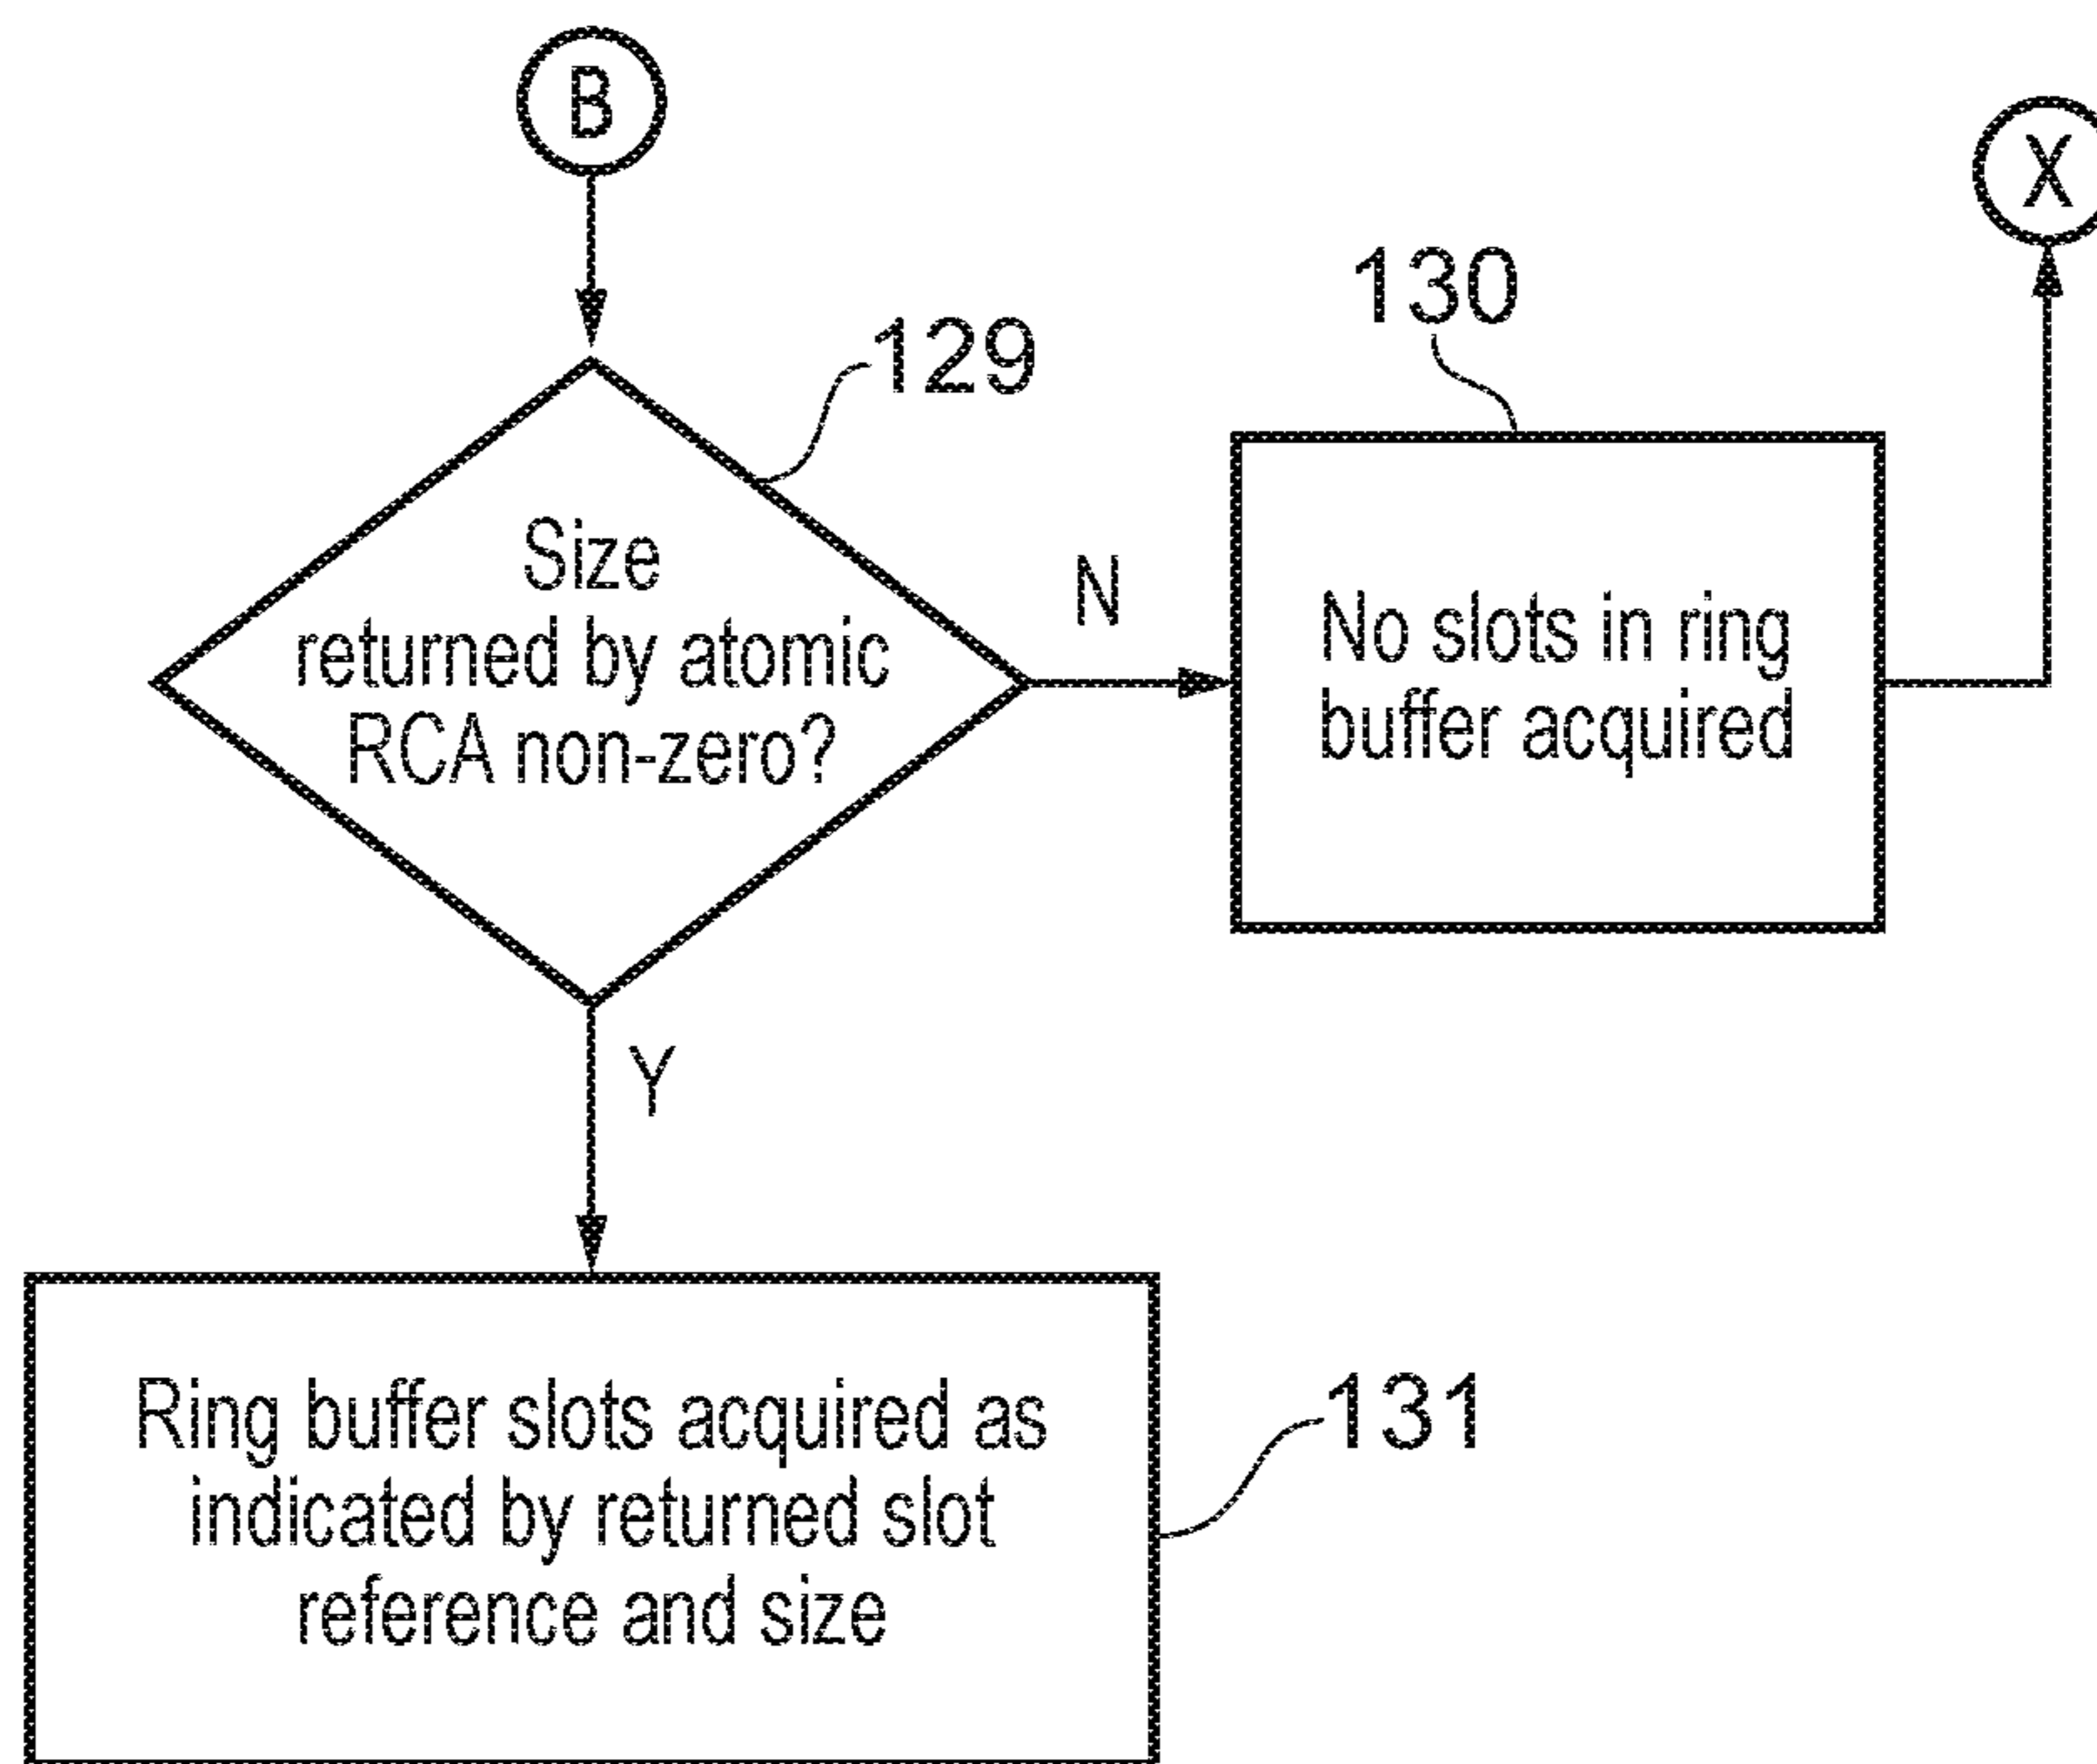 B
X
130
129
Size
returned by atomic
RCA non-zero?
N
No slots in ring
buffer acquired
Y
Ring buffer slots acquired as
indicated by returned slot
reference and size
131